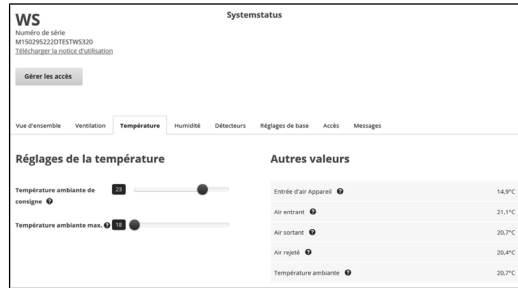 WS
Systemstatus
Numéro de série
M150295222DTESTWS320
Télécharger la notice d'utilisation
Gérer les accès
Vue d'ensemble Ventilation Température Humidité Détecteurs Réglages de base Accès Messages
Réglages de la température
Température ambiante de consigne 23
Température ambiante max. 18
Autres valeurs
Entrée d'air Appareil 14,9°C
Air entrant 21,1°C
Air sortant 20,7°C
Air rejeté 20,4°C
Température ambiante 20,7°C